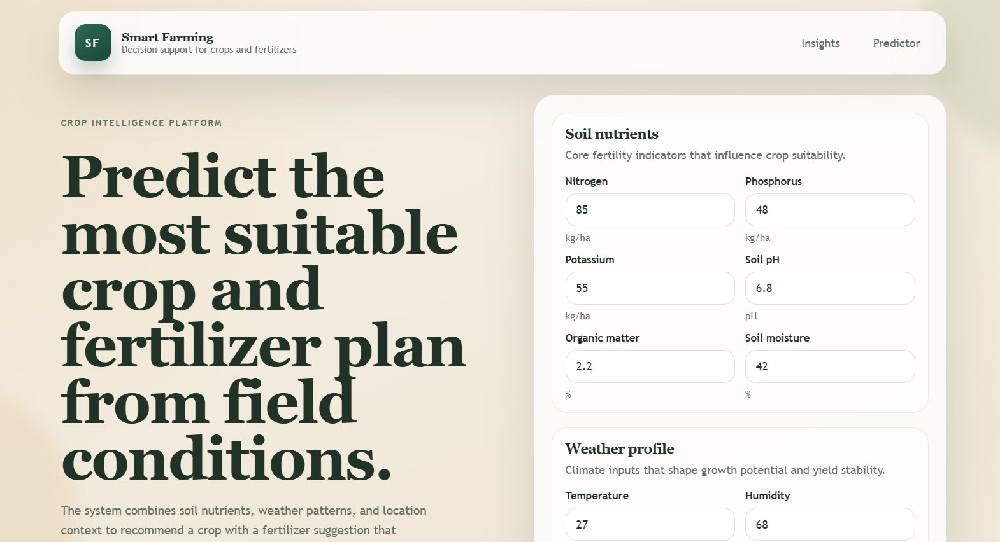 SF
Smart Farming
Decision support for crops and fertilizers
Insights
Predictor
CROP INTELLIGENCE PLATFORM
Predict the
most suitable
crop and
fertilizer plan
from field
conditions.
The system combines soil nutrients, weather patterns, and location
context to recommend a crop with a fertilizer suggestion that
Soil nutrients
Core fertility indicators that influence crop suitability.
Nitrogen
85
kg/ha
Phosphorus
48
kg/ha
Potassium
55
kg/ha
Soil pH
6.8
pH
Organic matter
2.2
%
Soil moisture
42
%
Weather profile
Climate inputs that shape growth potential and yield stability.
Temperature
27
Humidity
68